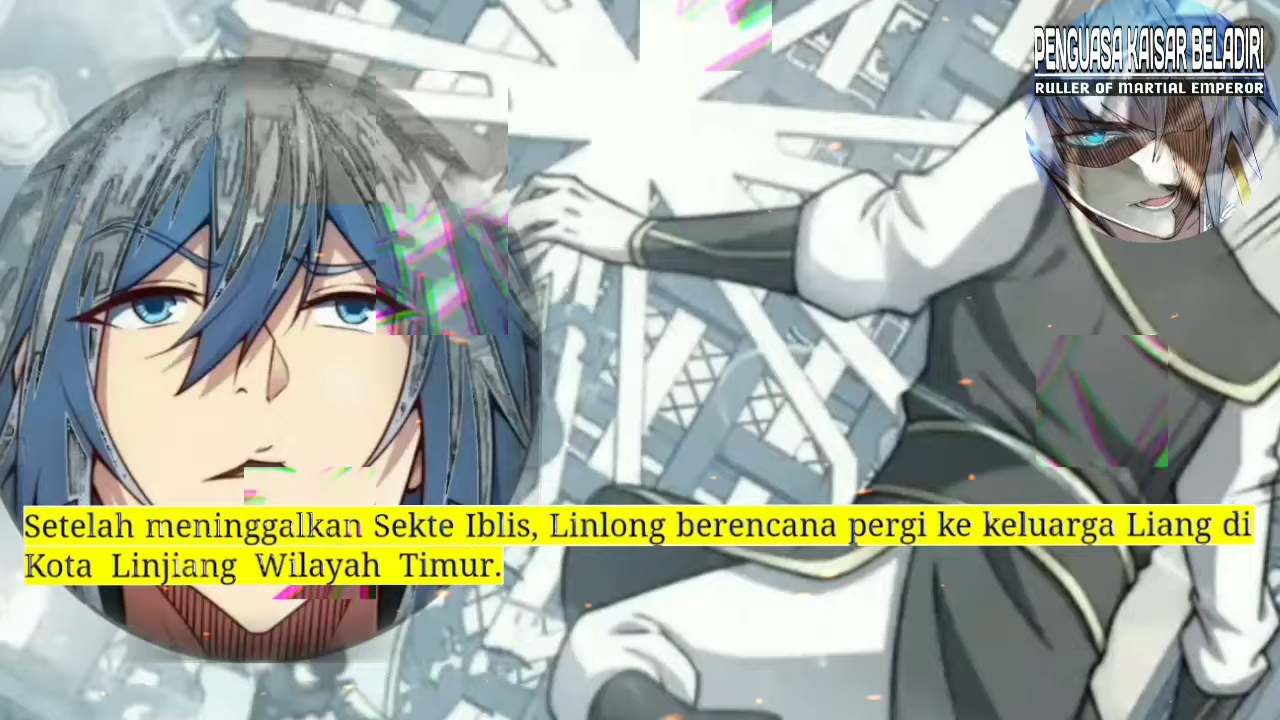 PENGUASA KAISAR BELADIRI
RULLER OF MARTIAL EMPEROR
Setelah meninggalkan Sekte Iblis, Linlong berencana pergi ke keluarga Liang di
Kota Linjiang Wilayah Timur.